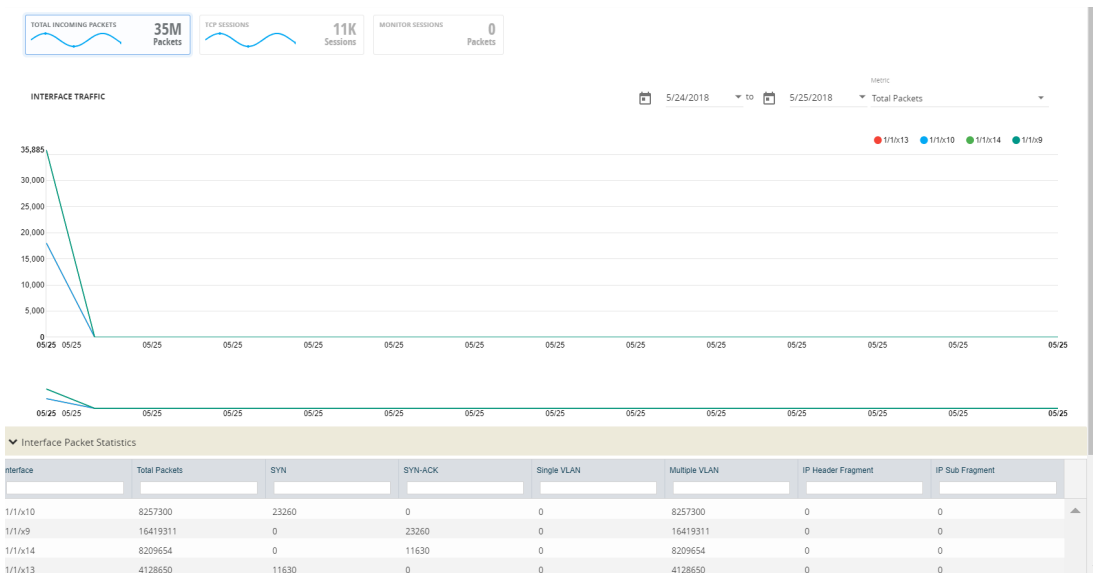 TOTAL INCOMING PACKETS 35M Packets
TCP SESSIONS 11K Sessions
MONITOR SESSIONS 0 Packets
Metric
INTERFACE TRAFFIC 5/24/2018 to 5/25/2018 Total Packets
1/1/x13 1/1/x10 1/1/x14 1/1/x9
35,885
30,000
25,000
20,000
15,000
10,000
5,000
0
05/25 05/25 05/25 05/25 05/25 05/25 05/25 05/25 05/25 05/25 05/25 05/25 05/25 05/25
05/25 05/25 05/25 05/25 05/25 05/25 05/25 05/25 05/25 05/25 05/25 05/25 05/25 05/25
Interface Packet Statistics
nterface Total Packets SYN SYN-ACK Single VLAN Multiple VLAN IP Header Fragment IP Sub Fragment
1/1/x10 8257300 23260 0 0 8257300 0 0
1/1/x9 16419311 0 23260 0 16419311 0 0
1/1/x14 8209654 0 11630 0 8209654 0 0
1/1/x13 4128650 11630 0 0 4128650 0 0